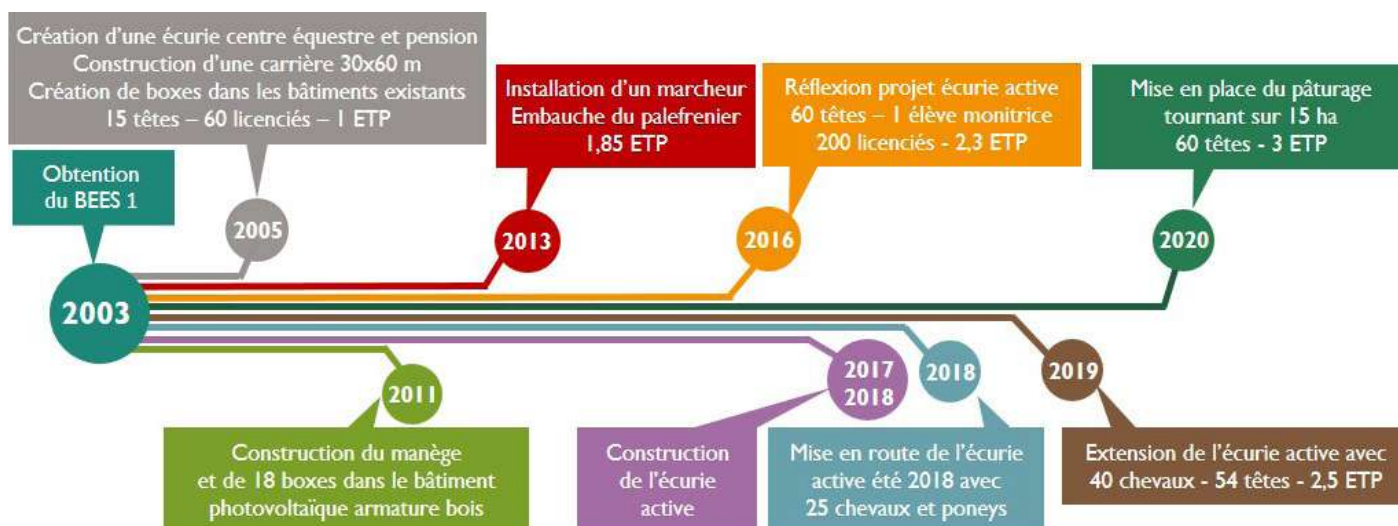 Création d'une écurie centre équestre et pension
Construction d'une carrière 30x60 m
Création de boxes dans les bâtiments existants
15 têtes – 60 licenciés – 1 ETP
Installation d'un marcheur
Embauche du palefrenier
1,85 ETP
Réflexion projet écurie active
60 têtes – 1 élève monitrice
200 licenciés - 2,3 ETP
Mise en place du pâturage
tournant sur 15 ha
60 têtes - 3 ETP
Obtention
du BEES 1
2005
2013
2016
2020
2003
2011
2017
2018
2018
2019
Construction du manège
et de 18 boxes dans le bâtiment
photovoltaïque armature bois
Construction
de l'écurie
active
Mise en route de l'écurie
active été 2018 avec
25 chevaux et poneys
Extension de l'écurie active avec
40 chevaux - 54 têtes - 2,5 ETP